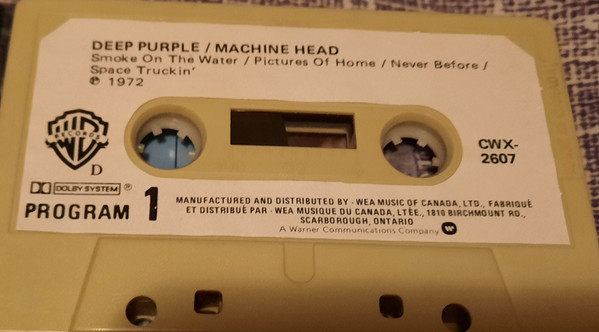 DEEP PURPLE / MACHINE HEAD
Smoke On The Water / Pictures Of Home / Never Before /
Space Truckin'
℗ 1972
WB
RECORDS
D
CWX-
2607
DOLBY SYSTEM ®
PROGRAM 1
MANUFACTURED AND DISTRIBUTED BY - WEA MUSIC OF CANADA, LTD., FABRIQUÉ
ET DISTRIBUÉ PAR - WEA MUSIQUE DU CANADA, LTÉE., 1810 BIRCHMOUNT RD.,
SCARBOROUGH, ONTARIO
A Warner Communications Company